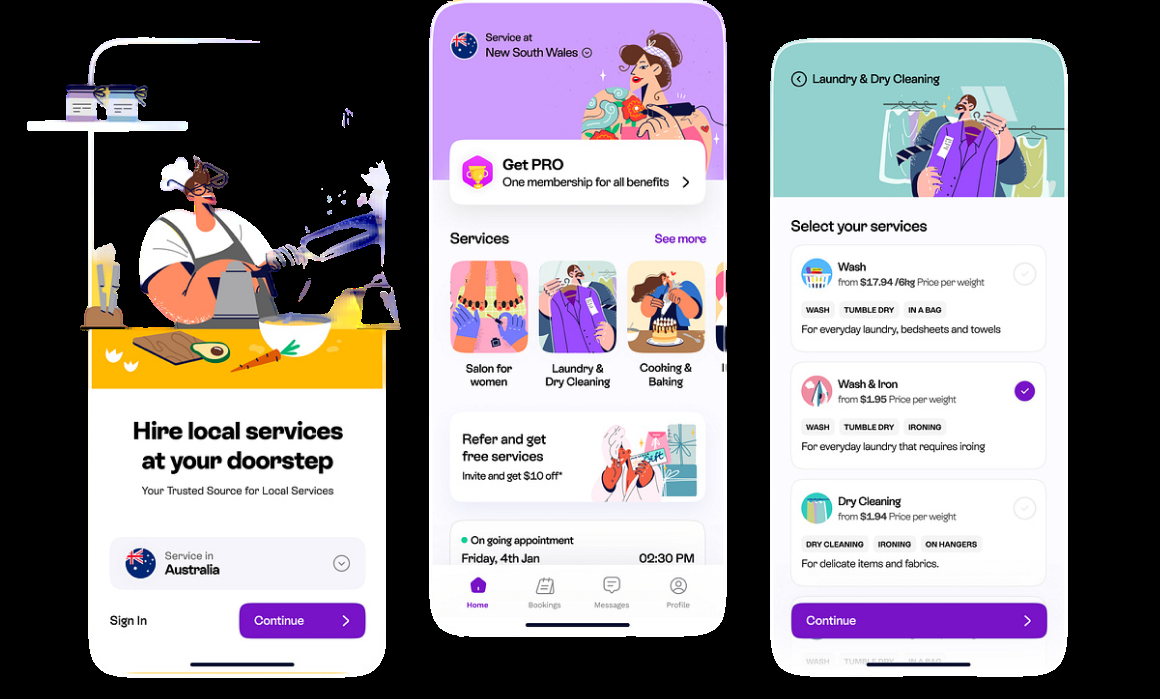 Hire local services
at your doorstep
Your Trusted Source for Local Services
Service in
Australia
Sign In
Continue
Service at
New South Wales
Get PRO
One membership for all benefits
Services
See more
Salon for
women
Laundry &
Dry Cleaning
Cooking &
Baking
Refer and get
free services
Invite and get $10 off*
Gift
On going appointment
Friday, 4th Jan
02:30 PM
Home
Bookings
Messages
Profile
Laundry & Dry Cleaning
Select your services
Wash
from $17.94 /6hg Price per weight
WASH
TUMBLE DRY
IN A BAG
For everyday laundry, bedsheets and towels
Wash & Iron
from $1.95 Price per weight
WASH
TUMBLE DRY
IRONING
For everyday laundry that requires iroing
Dry Cleaning
from $1.94 Price per weight
DRY CLEANING
IRONING
ON HANGERS
For delicate items and fabrics.
Continue
WASH
TUMBLE DRY
IN A BAG